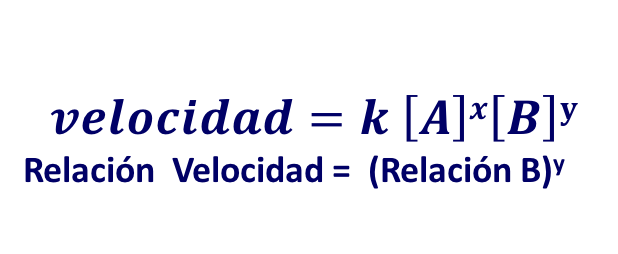 velocidad = k [A]ˣ[B]ʸ
Relación Velocidad = (Relación B)ʸ